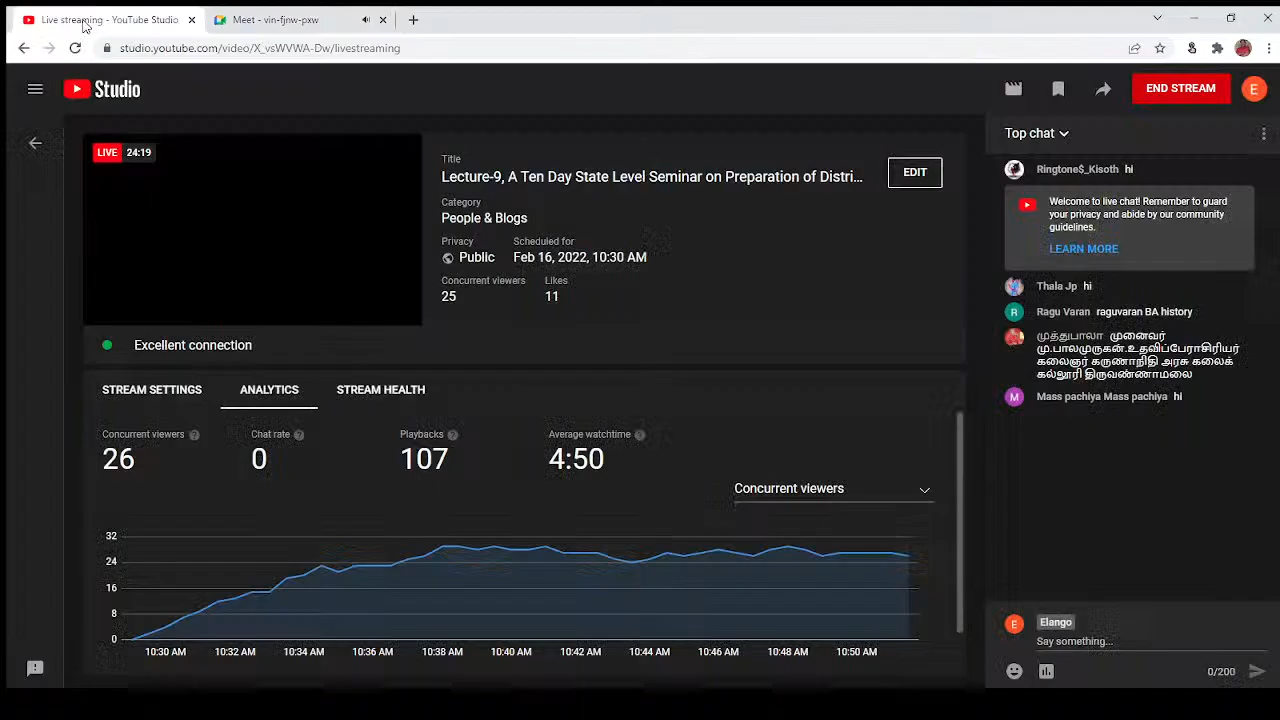 Live streaming - YouTube Studio
Meet - vin-fjnw-pxw
studio.youtube.com/video/X_vsWVWA-Dw/livestreaming
Studio
END STREAM
E
LIVE 24:19
Title
Lecture-9, A Ten Day State Level Seminar on Preparation of Distri...
EDIT
Category
People & Blogs
Privacy
Public
Scheduled for
Feb 16, 2022, 10:30 AM
Concurrent viewers
25
Likes
11
Excellent connection
STREAM SETTINGS
ANALYTICS
STREAM HEALTH
Concurrent viewers
26
Chat rate
0
Playbacks
107
Average watchtime
4:50
Concurrent viewers
32
24
16
8
0
10:30 AM 10:32 AM 10:34 AM 10:36 AM 10:38 AM 10:40 AM 10:42 AM 10:44 AM 10:46 AM 10:48 AM 10:50 AM
Top chat
Ringtone$_Kisoth hi
Welcome to live chat! Remember to guard
your privacy and abide by our community
guidelines.
LEARN MORE
Thala Jp hi
R Ragu Varan raguvaran BA history
முத்துபாலா முனைவர்
மு.பாலமுருகன்.உதவிப்பேராசிரியர்
கலைஞர் கருணாநிதி அரசு கலைக்
கல்லூரி திருவண்ணாமலை
M Mass pachiya Mass pachiya hi
E Elango
Say something...
0/200